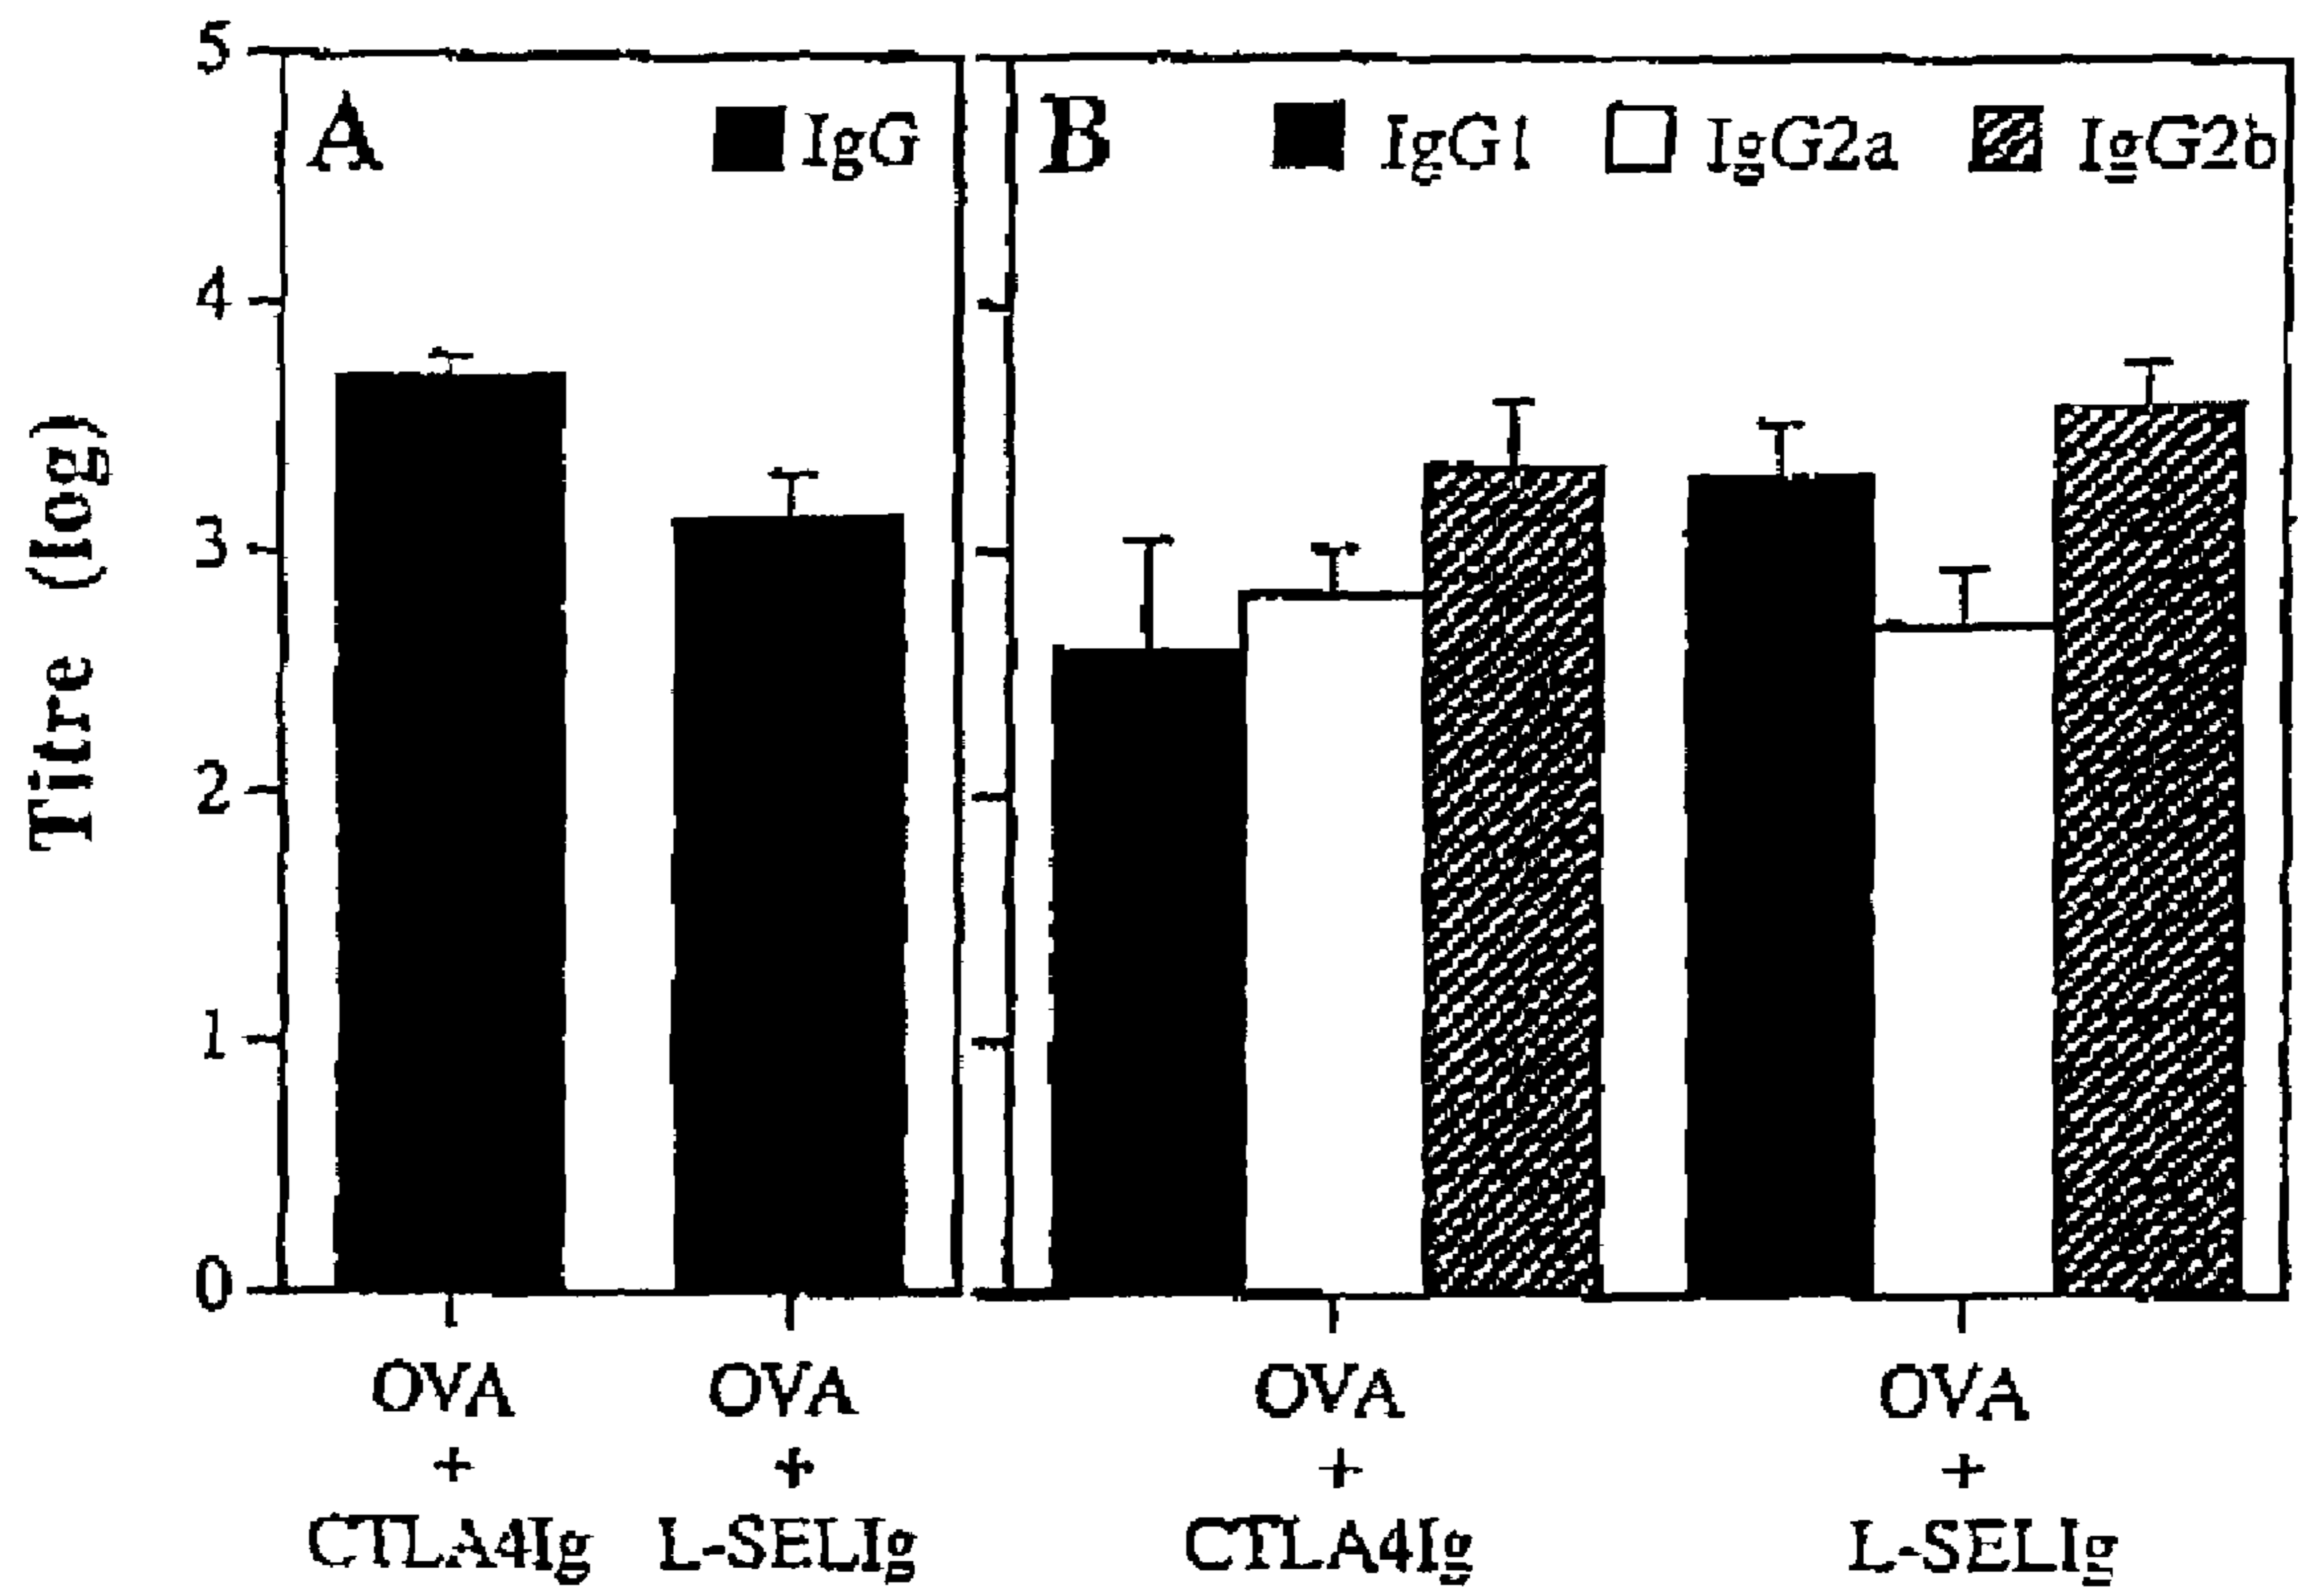 5
4
3
2
1
0
Titre (log)
A
IgG
B
IgG1
IgG2a
IgG2b
OVA
+
CTLA4Ig
OVA
+
L-SELIg
OVA
+
CTLA4Ig
OVA
+
L-SELIg